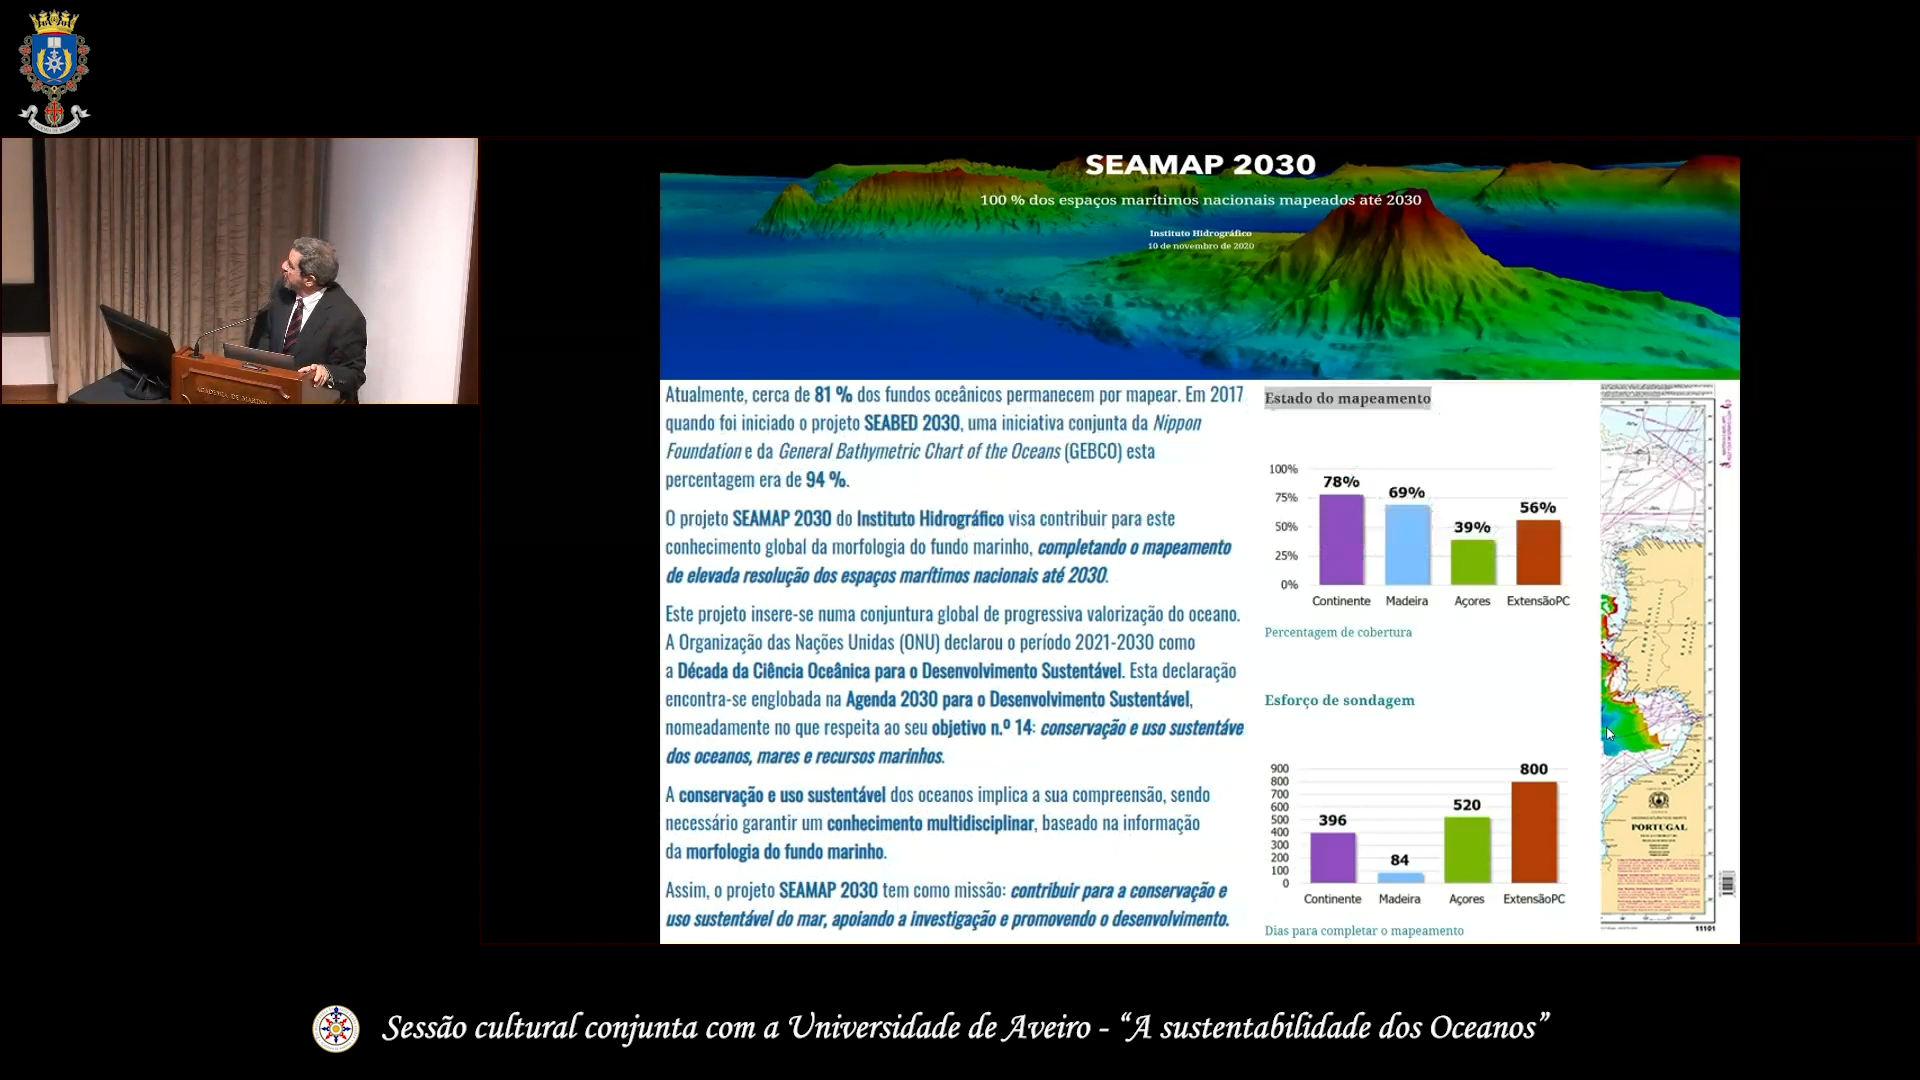 SEAMAP 2030
100 % dos espaços marítimos nacionais mapeados até 2030
Instituto Hidrográfico
10 de novembro de 2020
Atualmente, cerca de 81 % dos fundos oceânicos permanecem por mapear. Em 2017
quando foi iniciado o projeto SEABED 2030, uma iniciativa conjunta da Nippon
Foundation e da General Bathymetric Chart of the Oceans (GEBCO) esta
percentagem era de 94 %.
O projeto SEAMAP 2030 do Instituto Hidrográfico visa contribuir para este
conhecimento global da morfologia do fundo marinho, completando o mapeamento
de elevada resolução dos espaços marítimos nacionais até 2030.
Este projeto insere-se numa conjuntura global de progressiva valorização do oceano.
A Organização das Nações Unidas (ONU) declarou o período 2021-2030 como
a Década da Ciência Oceânica para o Desenvolvimento Sustentável. Esta declaração
encontra-se englobada na Agenda 2030 para o Desenvolvimento Sustentável,
nomeadamente no que respeita ao seu objetivo n.º 14: conservação e uso sustentáve
dos oceanos, mares e recursos marinhos.
A conservação e uso sustentável dos oceanos implica a sua compreensão, sendo
necessário garantir um conhecimento multidisciplinar, baseado na informação
da morfologia do fundo marinho.
Assim, o projeto SEAMAP 2030 tem como missão: contribuir para a conservação e
uso sustentável do mar, apoiando a investigação e promovendo o desenvolvimento.
Estado do mapeamento
100%
75%
50%
25%
0%
78%
69%
39%
56%
Continente Madeira Açores ExtensãoPC
Percentagem de cobertura
Esforço de sondagem
900
800
700
600
500
400
300
200
100
0
396
84
520
800
Continente Madeira Açores ExtensãoPC
Dias para completar o mapeamento
PORTUGAL
11101
ACADEMIA DE MARINHA
Sessão cultural conjunta com a Universidade de Aveiro - “A sustentabilidade dos Oceanos”